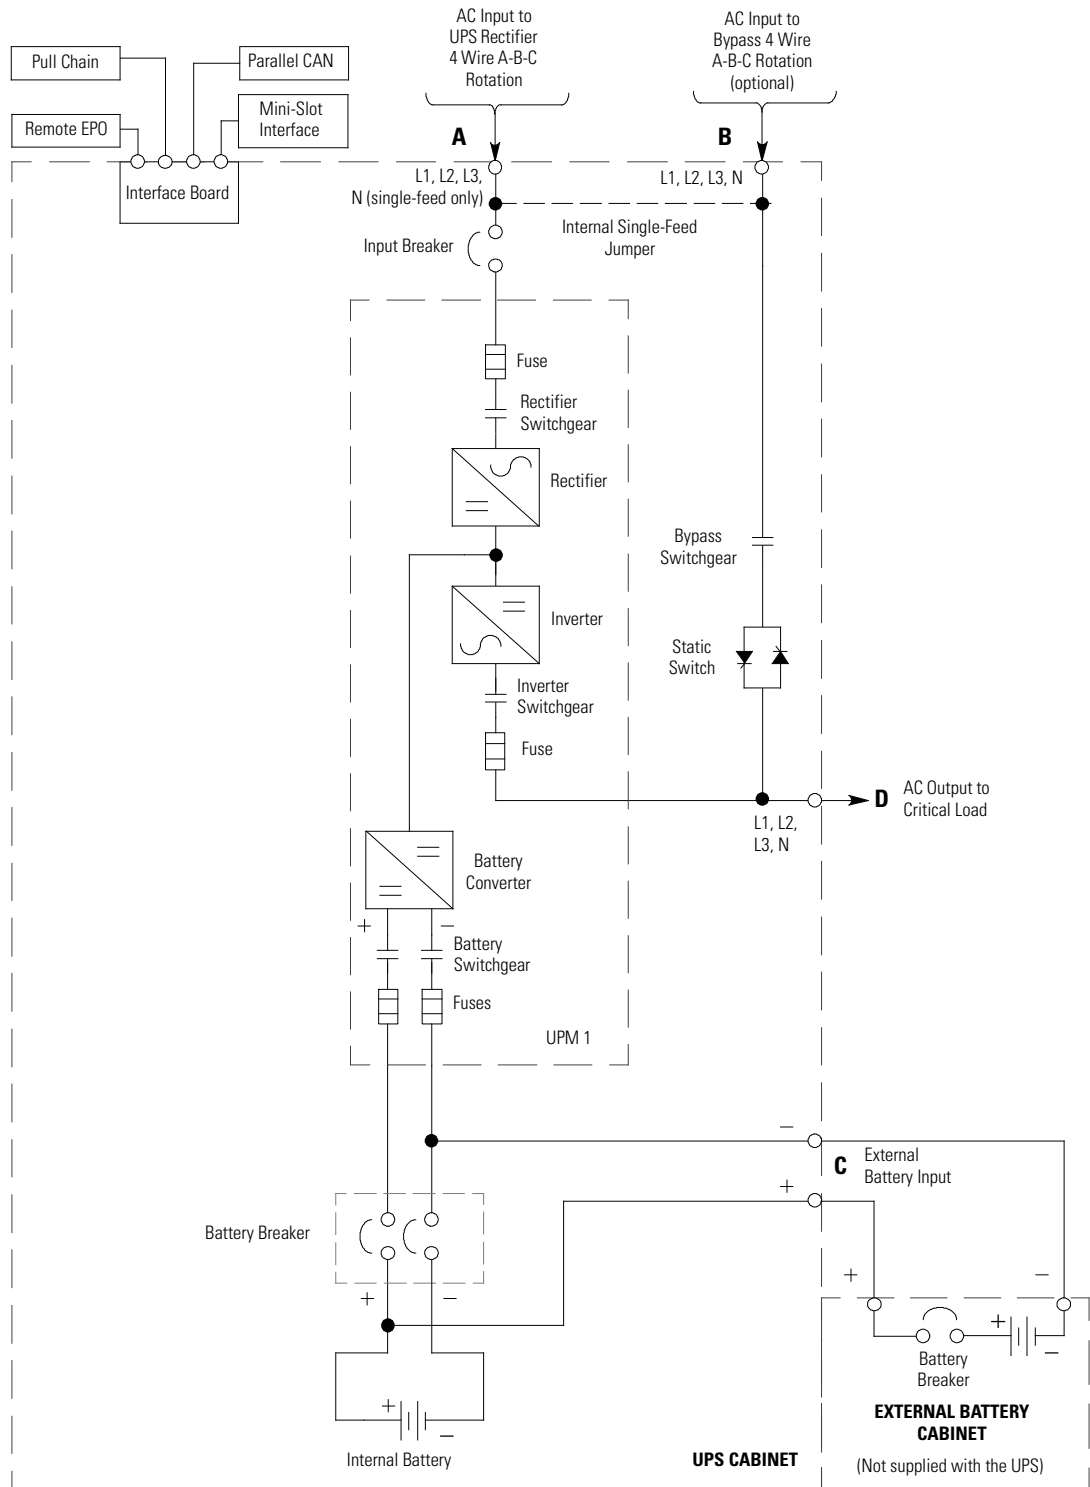 AC Input to
UPS Rectifier
4 Wire A-B-C
Rotation
AC Input to
Bypass 4 Wire
A-B-C Rotation
(optional)
Pull Chain
Parallel CAN
Remote EPO
Mini-Slot
Interface
Interface Board
A
B
L1, L2, L3,
N (single-feed only)
L1, L2, L3, N
Internal Single-Feed
Jumper
Input Breaker
Fuse
Rectifier
Switchgear
Rectifier
Bypass
Switchgear
Inverter
Static
Switch
Inverter
Switchgear
Fuse
D
AC Output to
Critical Load
L1, L2,
L3, N
Battery
Converter
+
−
Battery
Switchgear
Fuses
UPM 1
−
C
External
Battery Input
+
Battery Breaker
+
−
+
−
+
−
Battery
Breaker
+
−
Internal Battery
EXTERNAL BATTERY
CABINET
(Not supplied with the UPS)
UPS CABINET